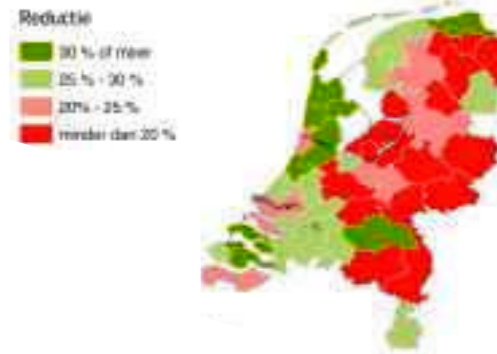 Reductie
30 % of meer
25 % - 30 %
20% - 25 %
minder dan 20 %